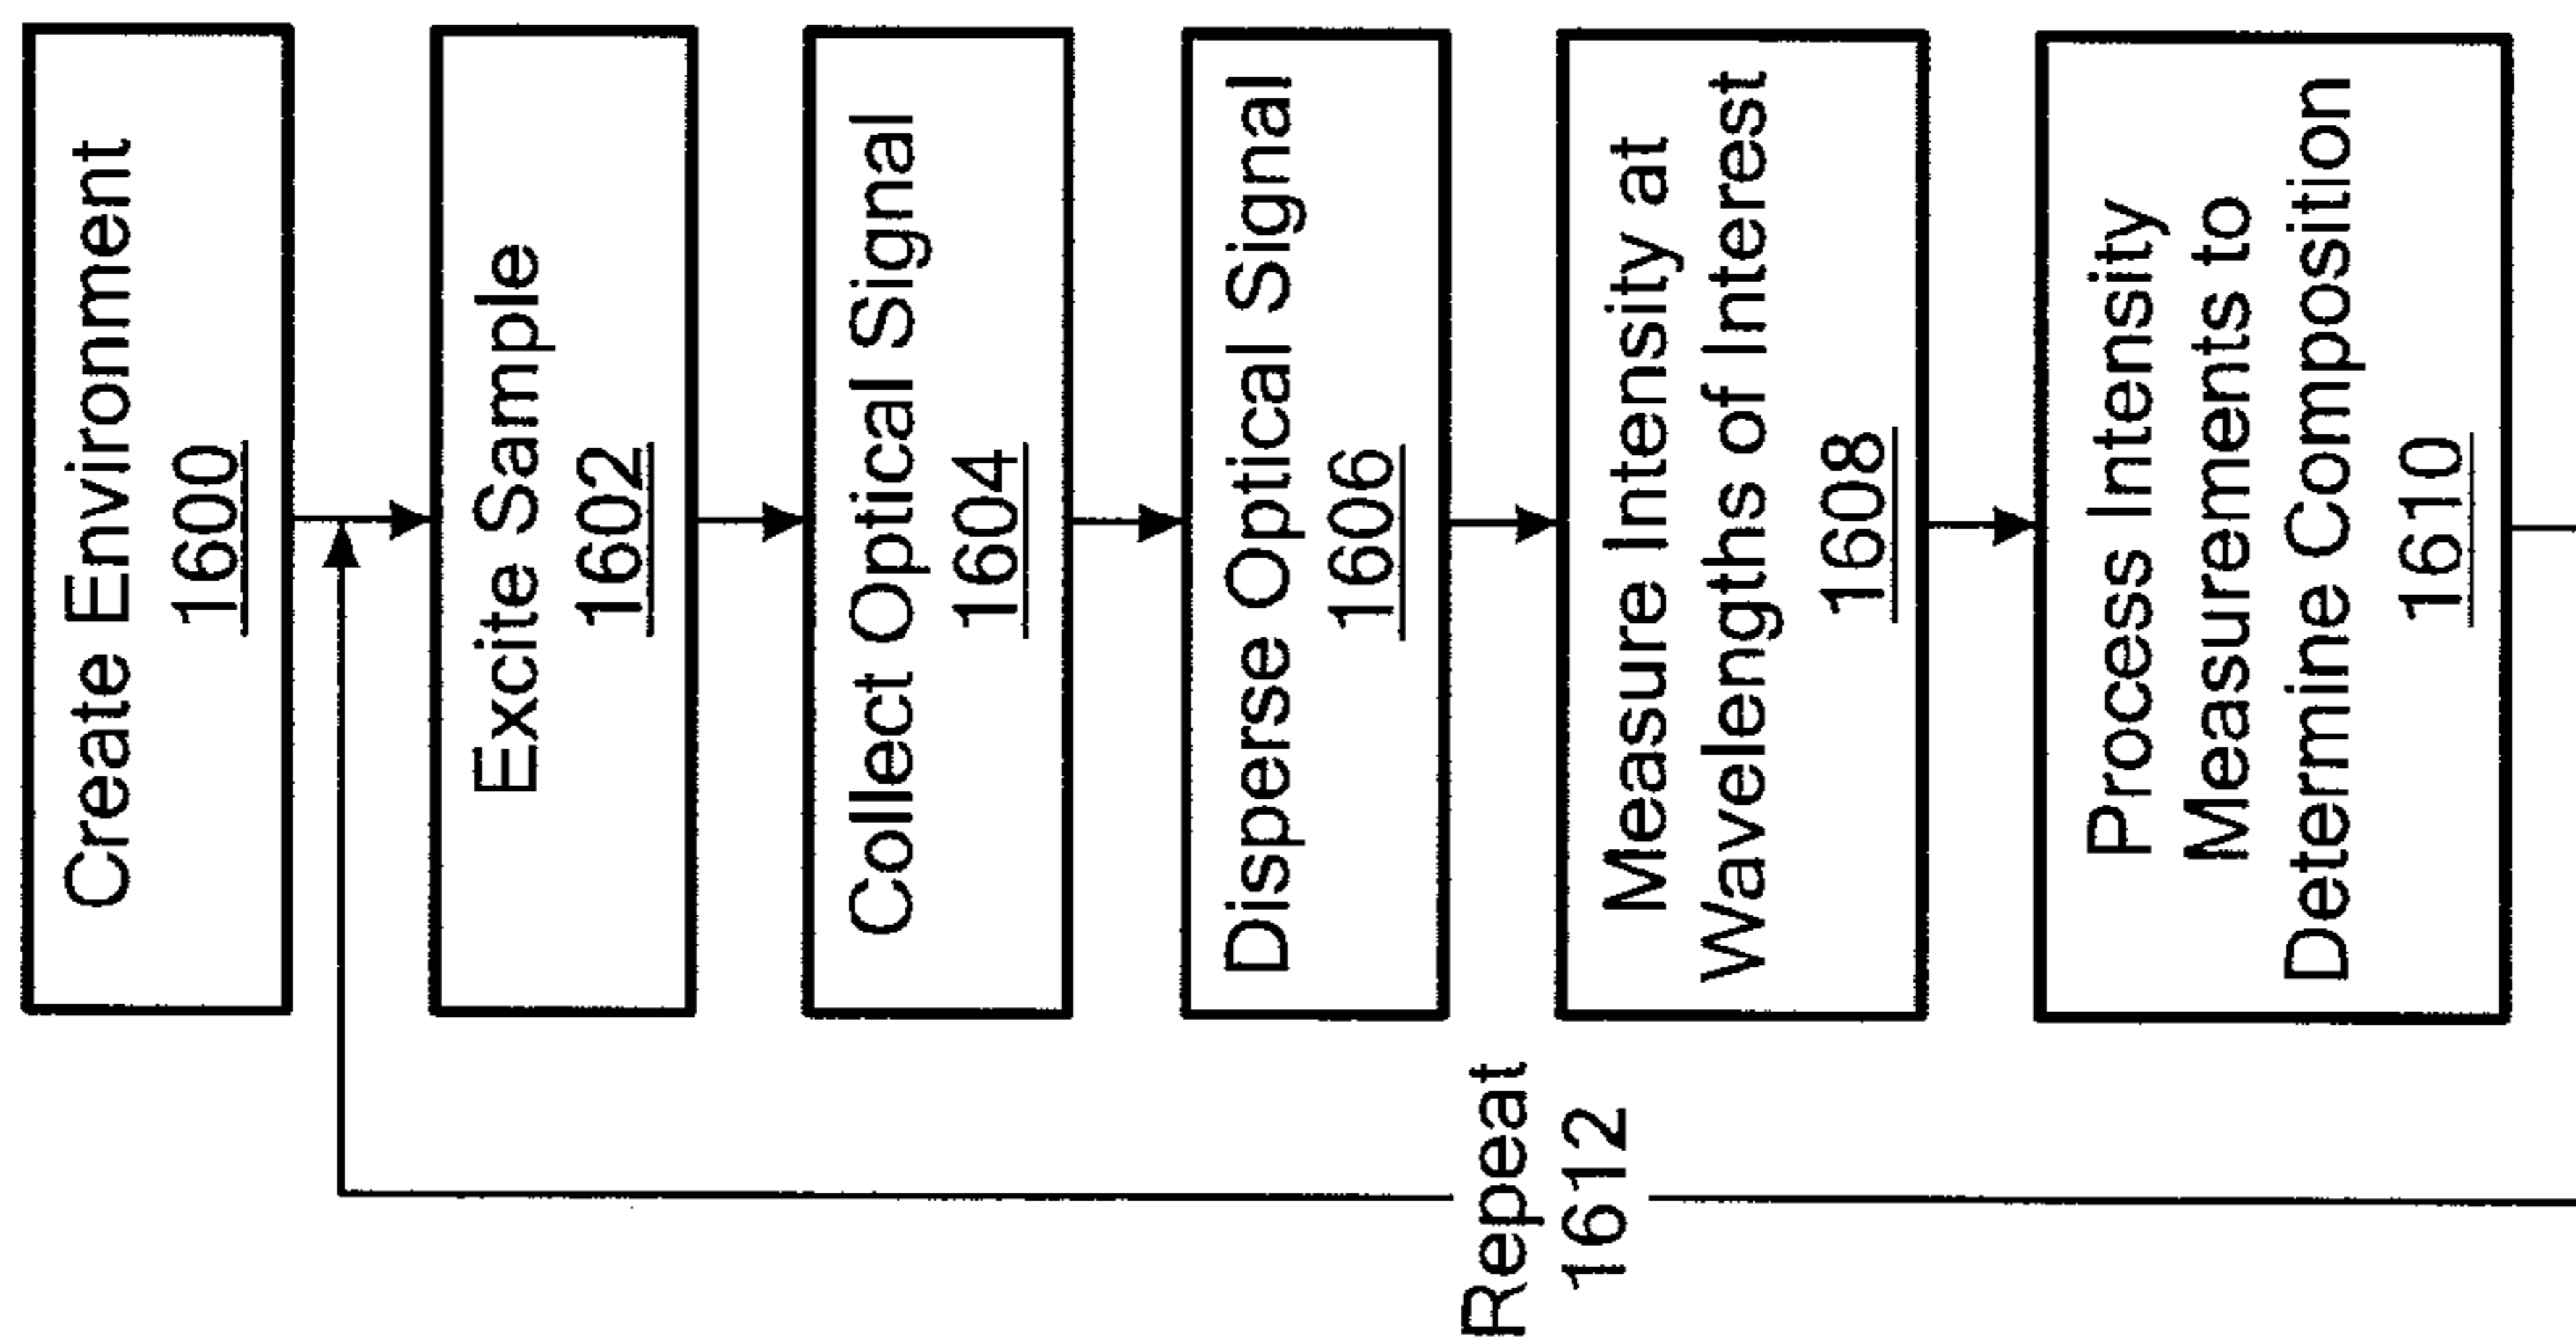 Create Environment
1600
Excite Sample
1602
Collect Optical Signal
1604
Disperse Optical Signal
1606
Measure Intensity at
Wavelengths of Interest
1608
Process Intensity
Measurements to
Determine Composition
1610
Repeat
1612